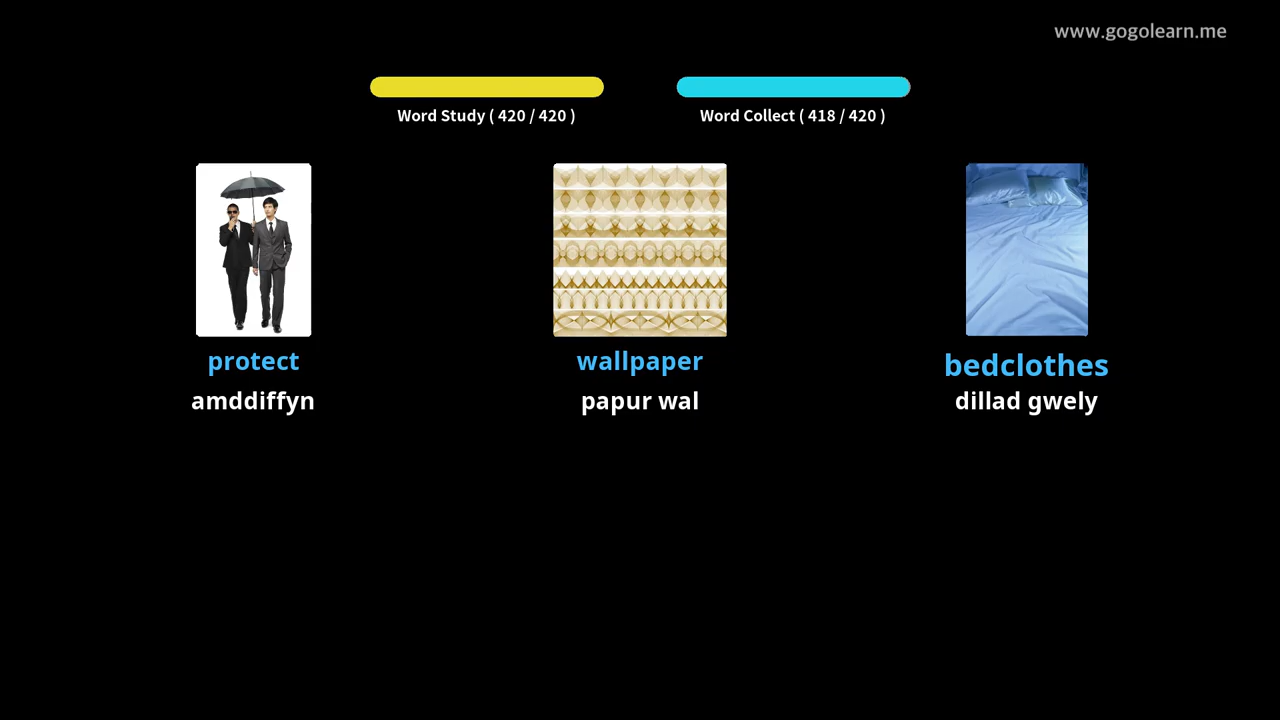 www.gogolearn.me
Word Study ( 420 / 420 )
Word Collect ( 418 / 420 )
protect
wallpaper
bedclothes
amddiffyn
papur wal
dillad gwely